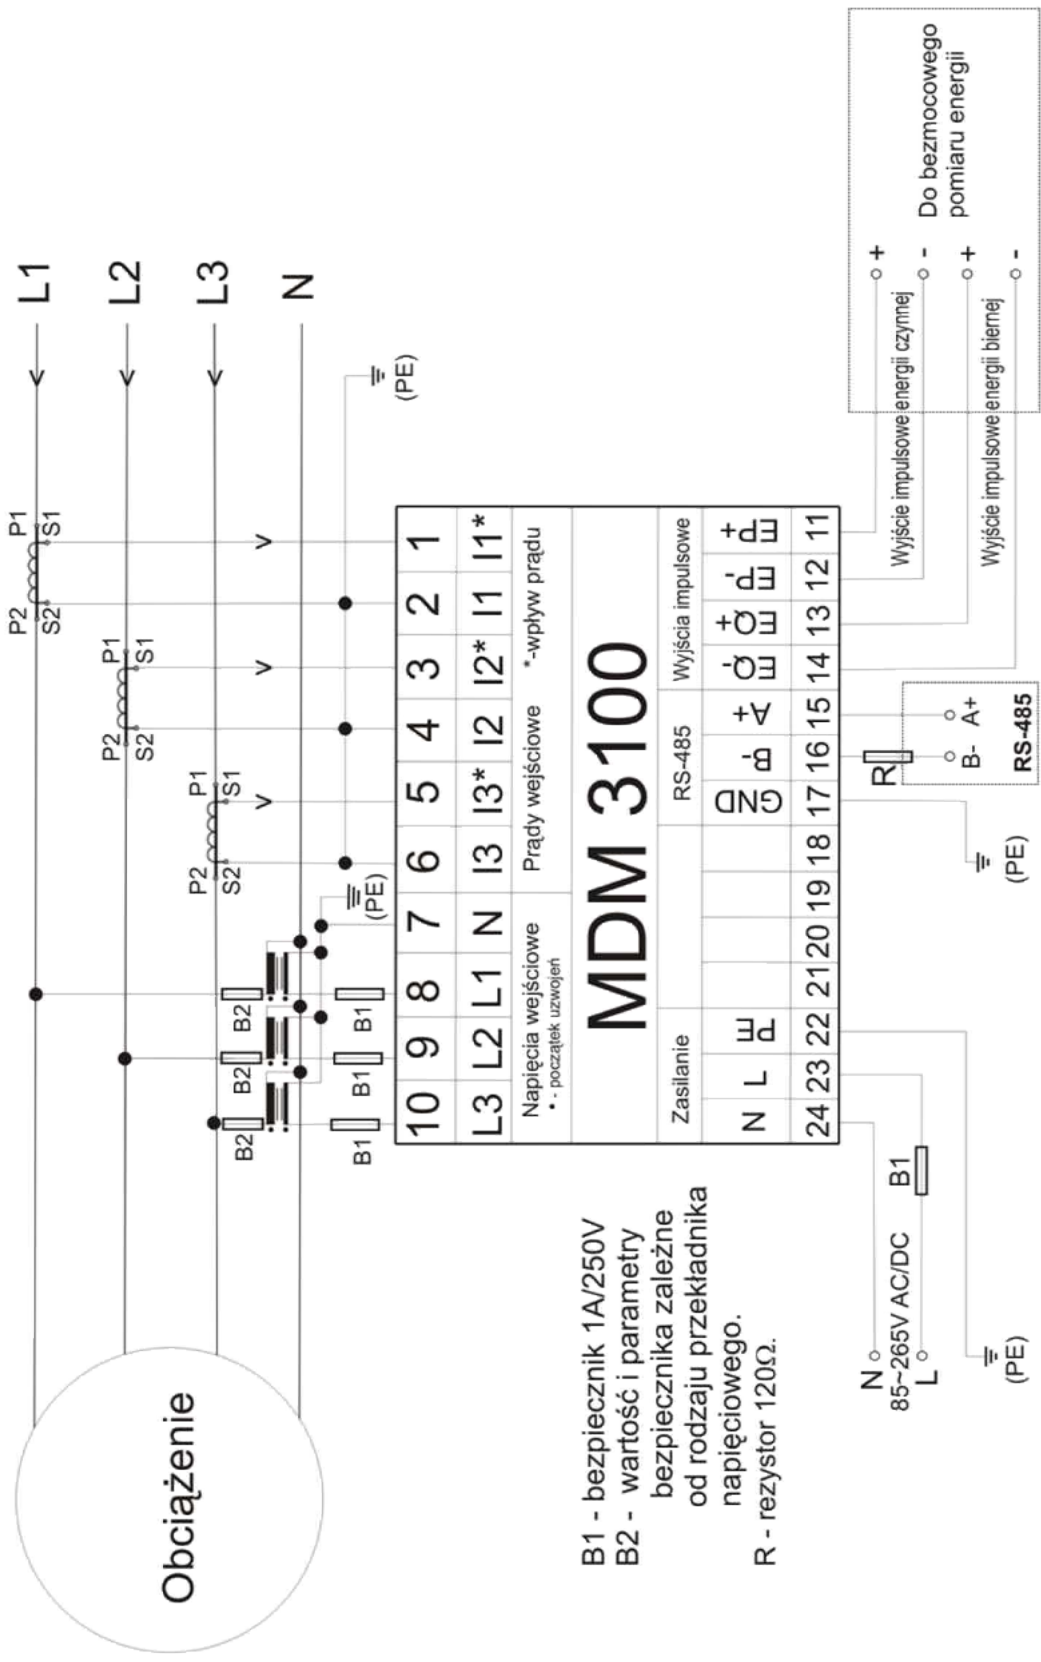 L1
L2
L3
N
P1
P2
S1
S2
P1
P2
S1
S2
P1
P2
S1
S2
(PE)
(PE)
B2
B2
B2
B1
B1
B1
Obciążenie
10 9 8 7 6 5 4 3 2 1
L3 L2 L1 N I3 I3* I2 I2* I1 I1*
Napięcia wejściowe
• - początek uzwojeń
Prądy wejściowe *-wpływ prądu
MDM 3100
Zasilanie
RS-485
Wyjścia impulsowe
N L PE GND B- A+ EQ- EQ+ EP- EP+
24 23 22 21 20 19 18 17 16 15 14 13 12 11
B1 - bezpiecznik 1A/250V
B2 - wartość i parametry
bezpiecznika zależne
od rodzaju przekładnika
napięciowego.
R - rezystor 120Ω.
N
85~265V AC/DC
L
B1
(PE)
(PE)
R
B- A+
RS-485
Wyjście impulsowe energii czynnej
Wyjście impulsowe energii biernej
+
-
+
-
Do bezmocowego
pomiaru energii